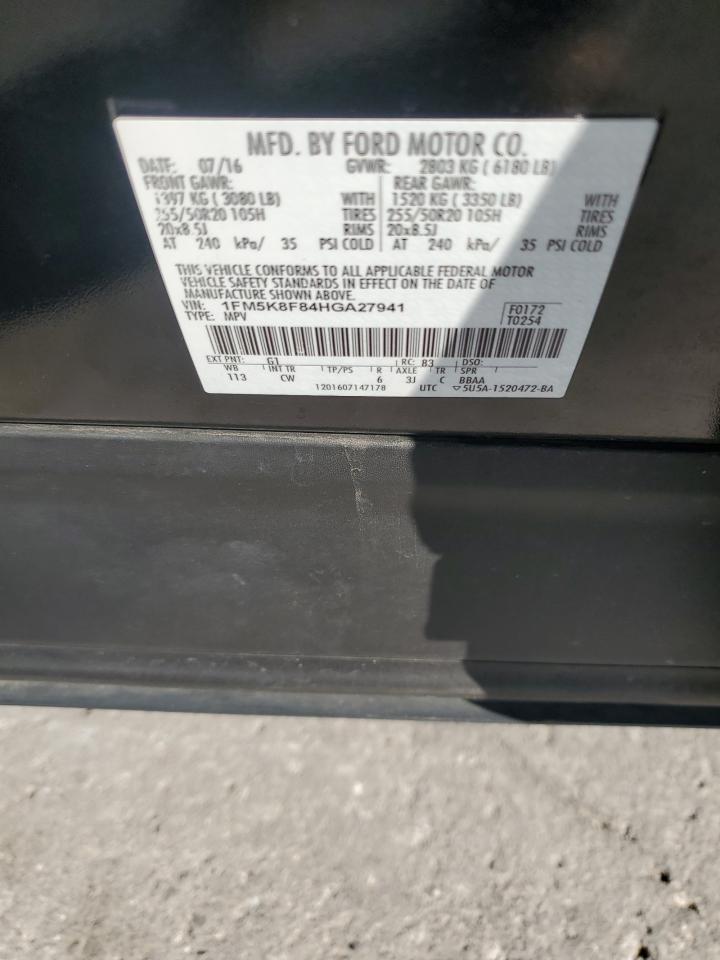 MFD. BY FORD MOTOR CO.
DATE: 07/16 GVWR: 2803 KG ( 6180 LB)
FRONT GAWR: REAR GAWR:
1397 KG ( 3080 LB) WITH 1520 KG ( 3350 LB) WITH
255/50R20 105H TIRES 255/50R20 105H TIRES
20x8.5J RIMS 20x8.5J RIMS
AT 240 kPa/ 35 PSI COLD AT 240 kPa/ 35 PSI COLD
THIS VEHICLE CONFORMS TO ALL APPLICABLE FEDERAL MOTOR
VEHICLE SAFETY STANDARDS IN EFFECT ON THE DATE OF
MANUFACTURE SHOWN ABOVE.
VIN: 1FM5K8F84HGA27941 F0172
TYPE: MPV T0254
EXT PNT: G1 RC: 83 DSO:
WB INT TR TP/PS R AXLE TR SPR
113 CW 6 3J C BBAA
1201607147178 UTC ▽5U5A-1520472-BA